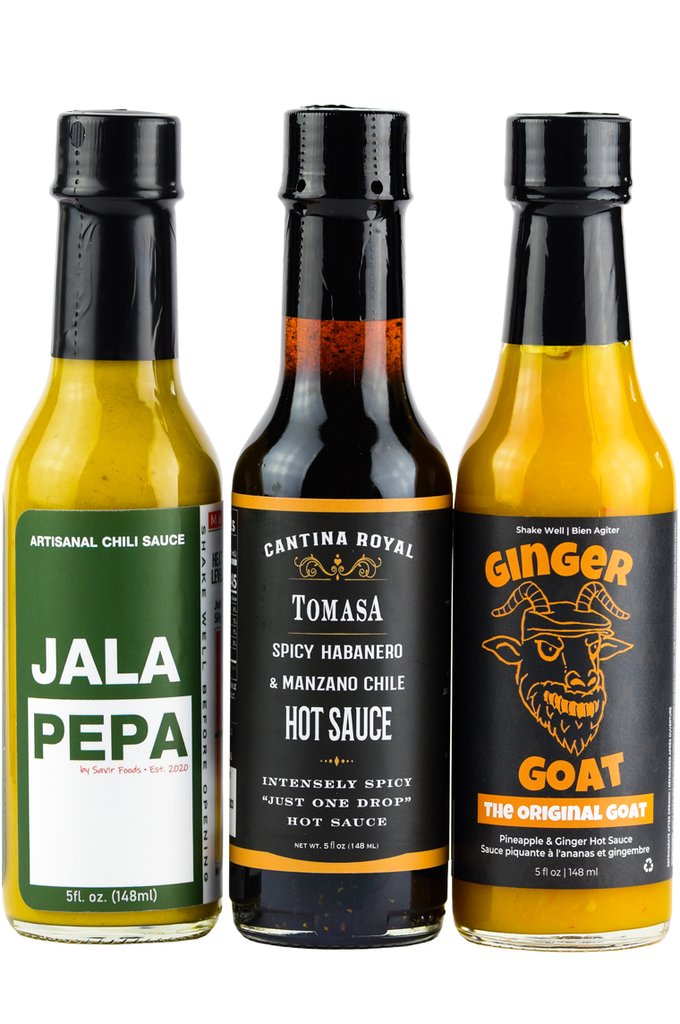 ARTISANAL CHILI SAUCE
JALA
PEPA
by Savir Foods • Est. 2020
5fl. oz. (148ml)
SHAKE WELL BEFORE OPENING
CANTINA ROYAL
TOMASA
SPICY HABANERO
& MANZANO CHILE
HOT SAUCE
INTENSELY SPICY
"JUST ONE DROP"
HOT SAUCE
NET WT. 5 fl oz (148 ML)
Shake Well | Bien Agiter
GINGER
GOAT
THE ORIGINAL GOAT
Pineapple & Ginger Hot Sauce
Sauce piquante à l'ananas et gingembre
5 fl oz | 148 ml